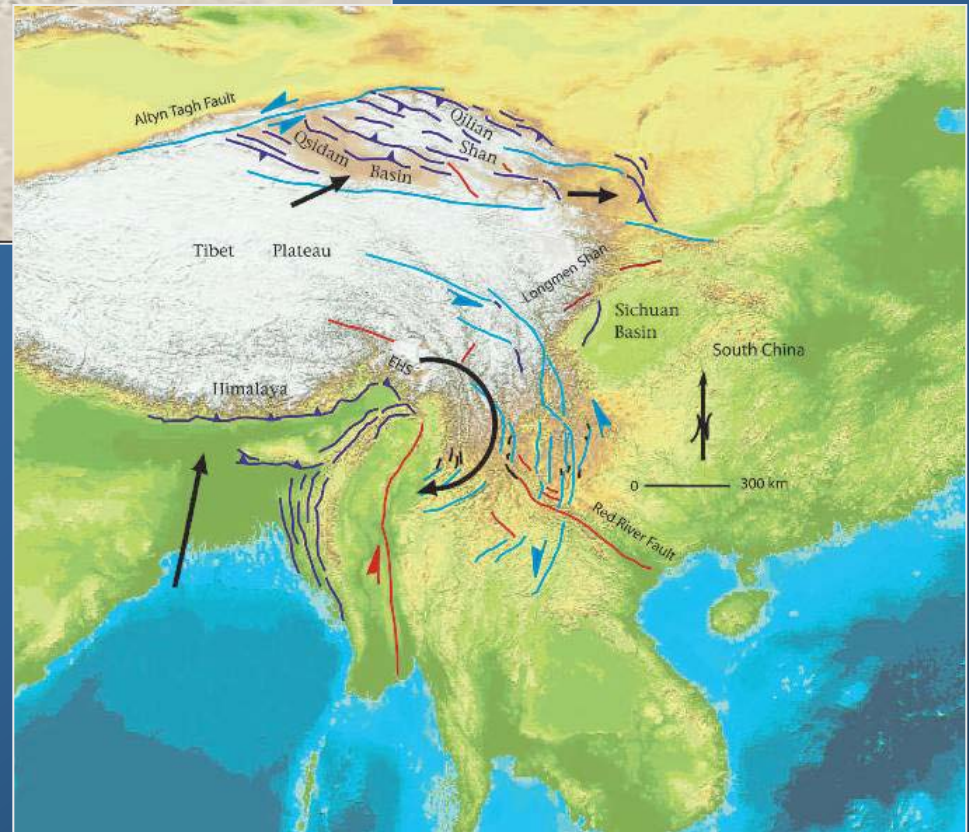 Altyn Tagh Fault
Qilian
Shan
Qsidam
Basin
Tibet Plateau
Longmen Shan
Sichuan
Basin
South China
EHS
Himalaya
0 300 km
Red River Fault